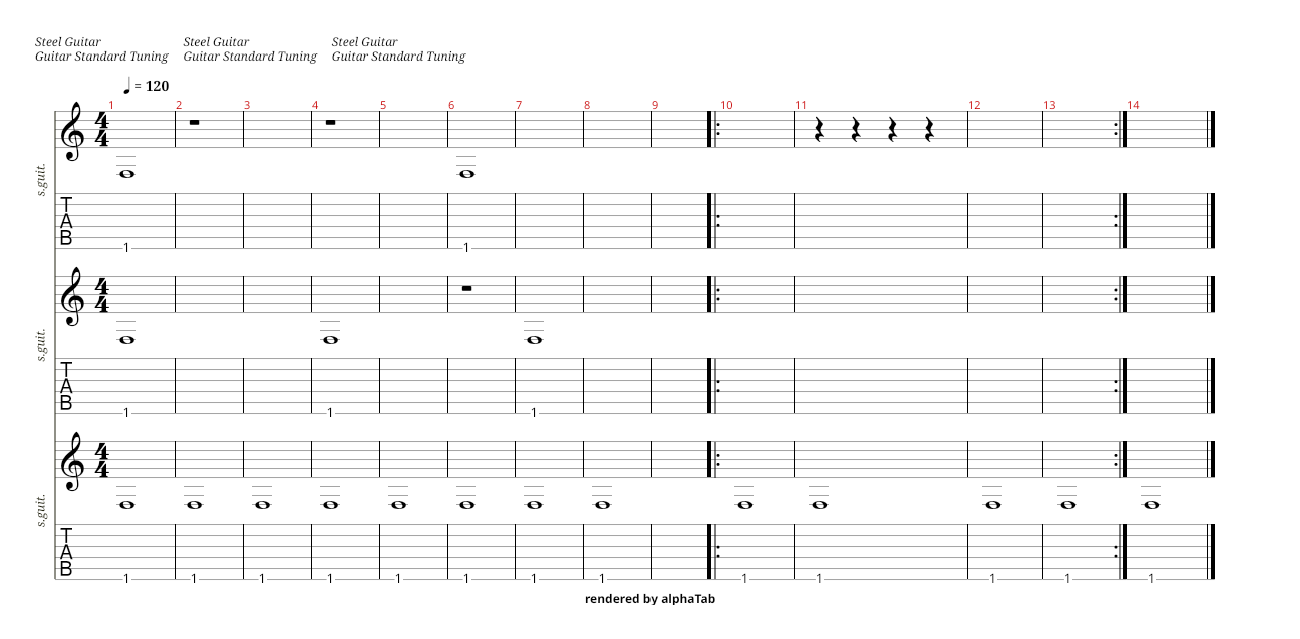 Steel Guitar Steel Guitar Steel Guitar
Guitar Standard Tuning Guitar Standard Tuning Guitar Standard Tuning
= 120
1 2 3 4 5 6 7 8 9 10 11 12 13 14
4
4
s.guit.
T
A
B
1 1
4
4
s.guit.
T
A
B
1 1 1
4
4
s.guit.
T
A
B
1 1 1 1 1 1 1 1 1 1 1 1 1
rendered by alphaTab